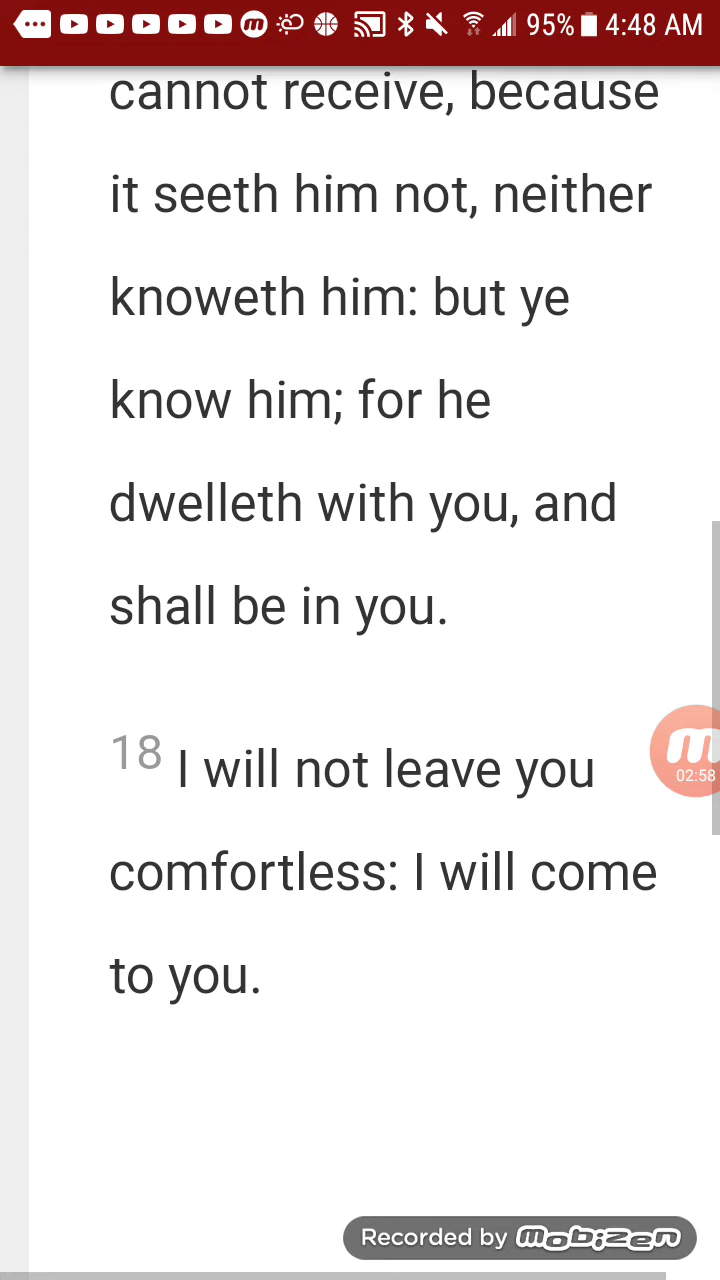 95% 4:48 AM
cannot receive, because
it seeth him not, neither
knoweth him: but ye
know him; for he
dwelleth with you, and
shall be in you.
18 I will not leave you
comfortless: I will come
to you.
m
02:58
Recorded by mobizen